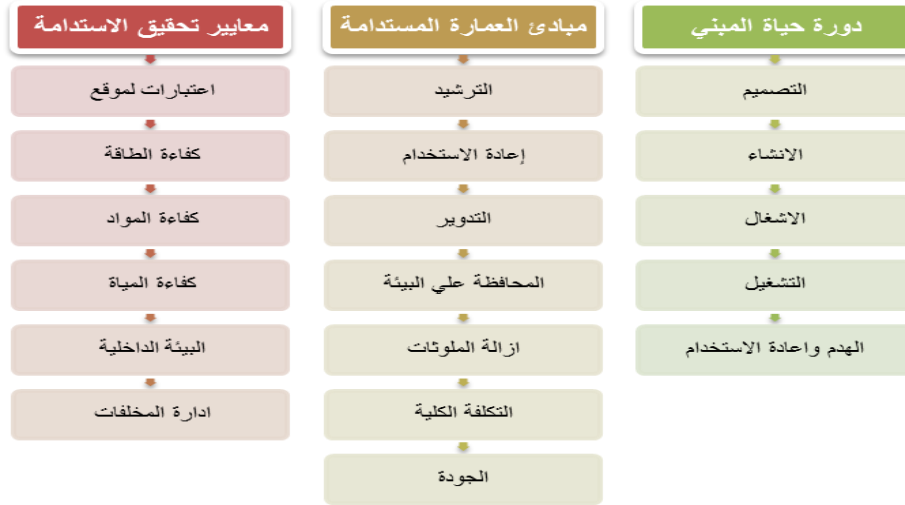 دورة حياة المبني
التصميم
الانشاء
الاشغال
التشغيل
الهدم واعادة الاستخدام
مبادئ العمارة المستدامة
الترشيد
إعادة الاستخدام
التدوير
المحافظة علي البيئة
ازالة الملوثات
التكلفة الكلية
الجودة
معايير تحقيق الاستدامة
اعتبارات لموقع
كفاءة الطاقة
كفاءة المواد
كفاءة المياة
البيئة الداخلية
ادارة المخلفات